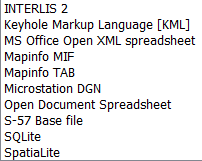 INTERLIS 2
Keyhole Markup Language [KML]
MS Office Open XML spreadsheet
Mapinfo MIF
Mapinfo TAB
Microstation DGN
Open Document Spreadsheet
S-57 Base file
SQLite
SpatiaLite